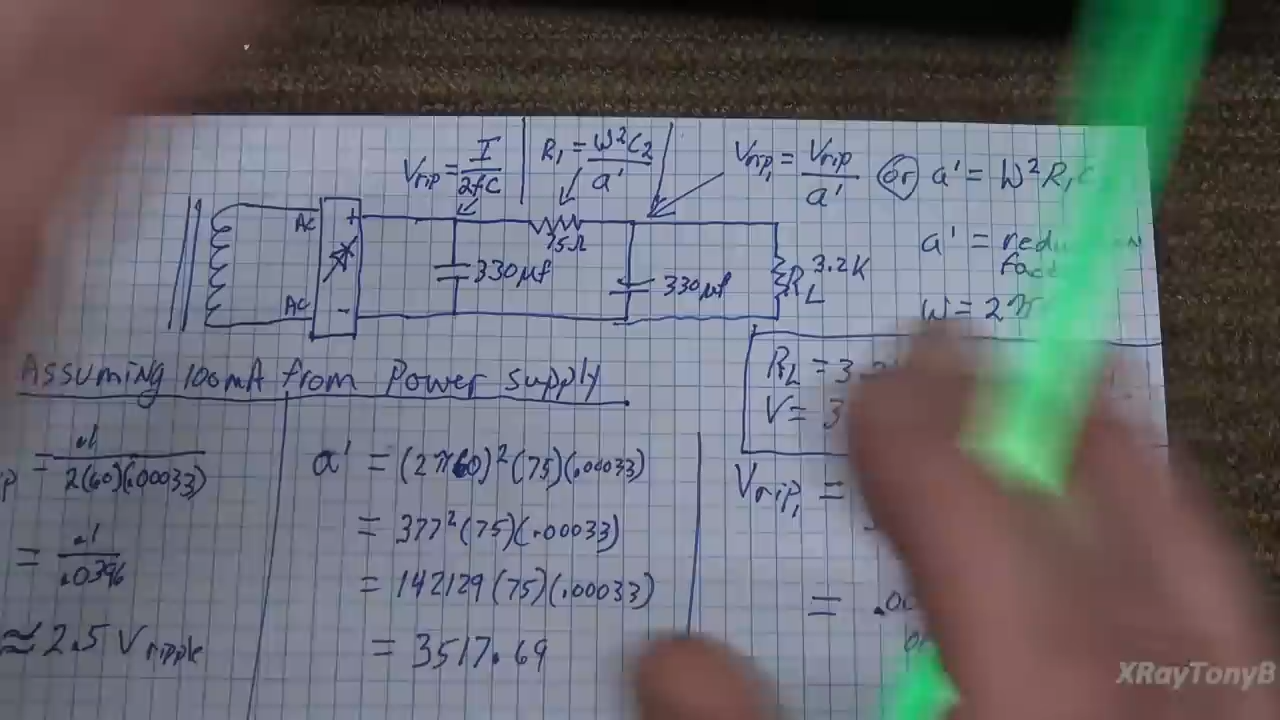 Vrip = I / 2fC
R₁ = W²C₂ / a'
Vrip₁ = Vrip / a' or a' = W²R₁C
a' =
W = 2π
AC +
75Ω
330µf
330µf
RL 3.2K
AC -
Assuming 100mA from Power Supply
RL = 3.
V = 3
= .1 / 2(60)(.00033)
= .1 / .0396
≈ 2.5 Vripple
a' = (2π60)²(75)(.00033)
= 377²(75)(.00033)
= 142129(75)(.00033)
= 3517.69
Vrip₁ =
= .00
XRayTonyB